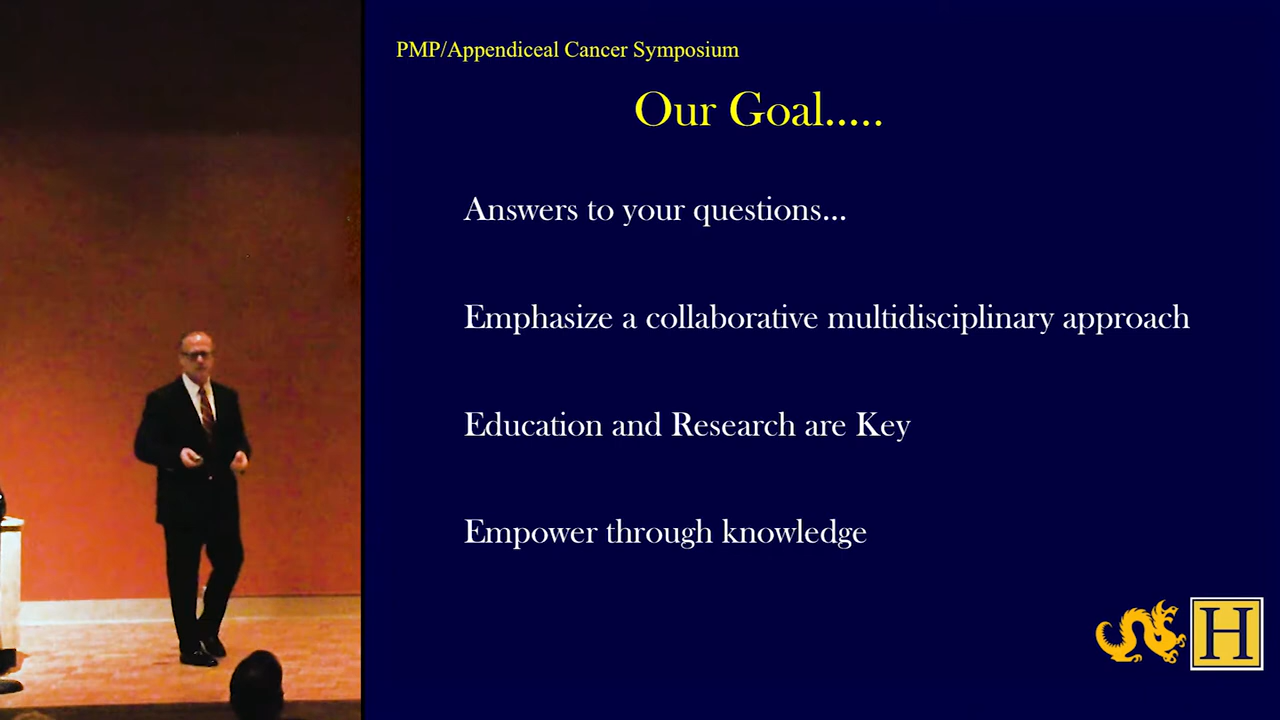 PMP/Appendiceal Cancer Symposium
Our Goal.....
Answers to your questions...
Emphasize a collaborative multidisciplinary approach
Education and Research are Key
Empower through knowledge
H